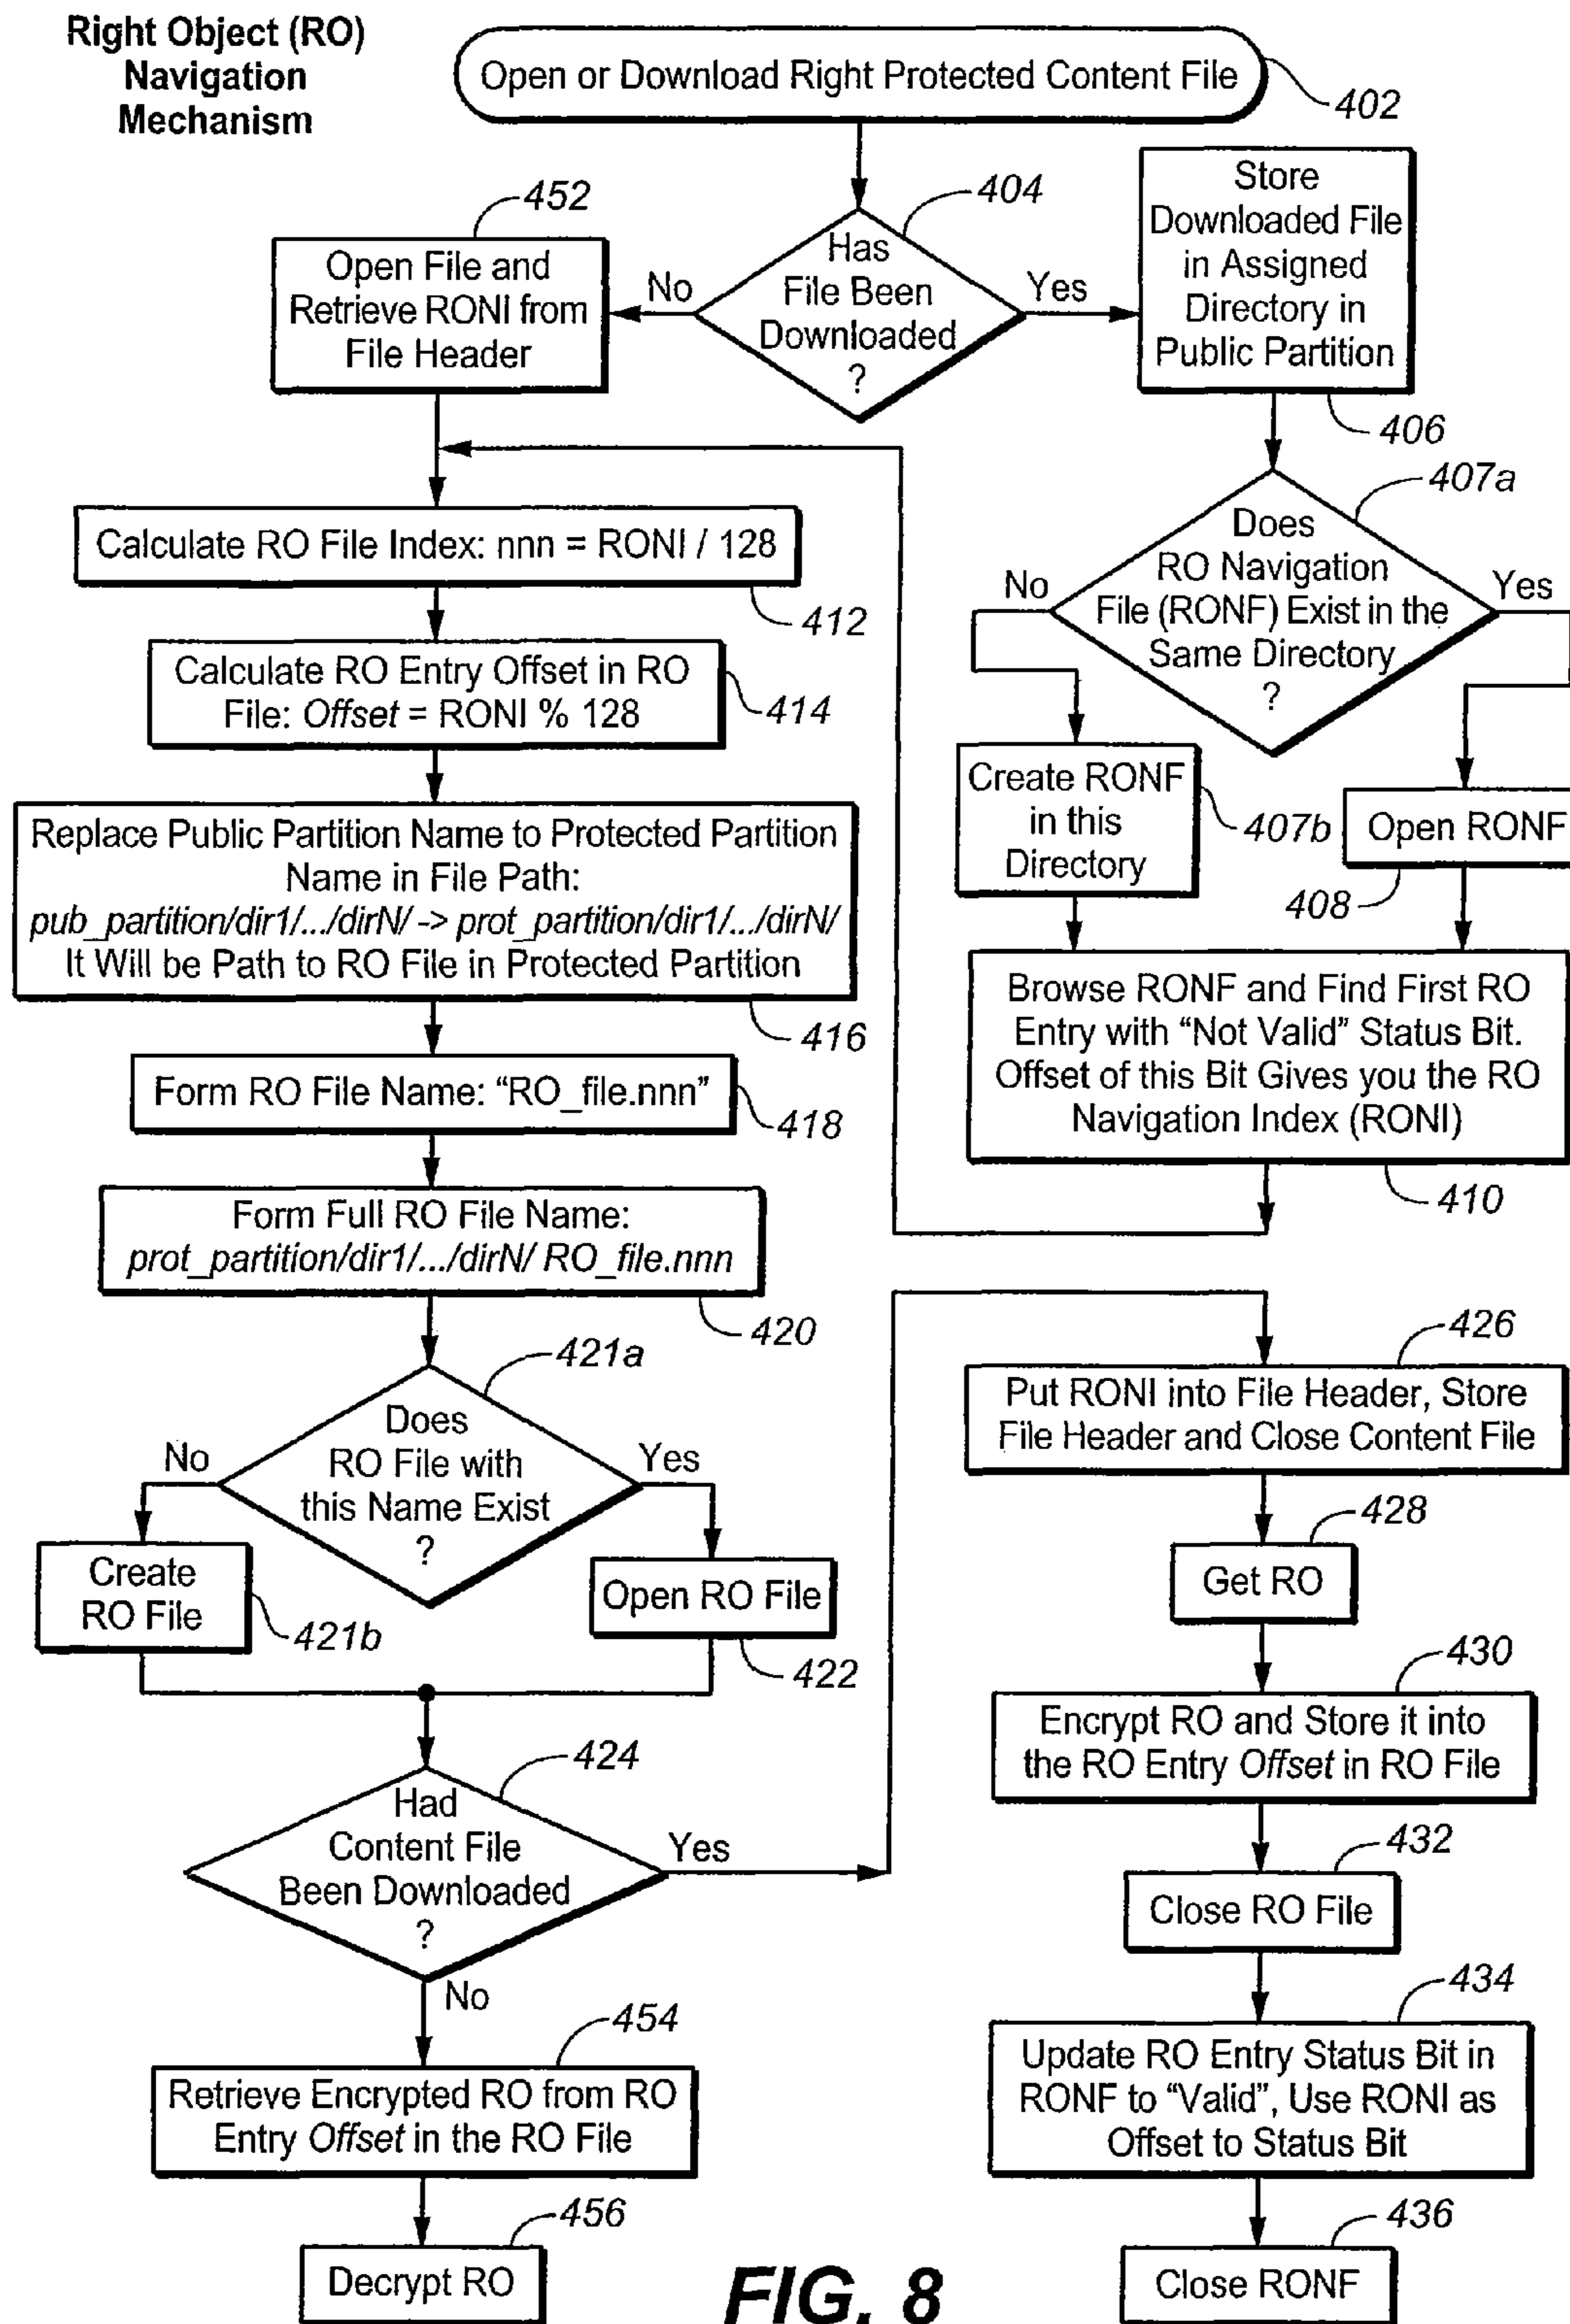 Right Object (RO)
Navigation
Mechanism
Open or Download Right Protected Content File
402
404
Has
File Been
Downloaded
?
No
Yes
452
Open File and
Retrieve RONI from
File Header
Store
Downloaded File
in Assigned
Directory in
Public Partition
406
407a
Does
RO Navigation
File (RONF) Exist in the
Same Directory
?
No
Yes
Create RONF
in this
Directory
407b
Open RONF
408
Browse RONF and Find First RO
Entry with “Not Valid” Status Bit.
Offset of this Bit Gives you the RO
Navigation Index (RONI)
410
Calculate RO File Index: nnn = RONI / 128
412
Calculate RO Entry Offset in RO
File: Offset = RONI % 128
414
Replace Public Partition Name to Protected Partition
Name in File Path:
pub_partition/dir1/.../dirN/ -> prot_partition/dir1/.../dirN/
It Will be Path to RO File in Protected Partition
416
Form RO File Name: “RO_file.nnn”
418
Form Full RO File Name:
prot_partition/dir1/.../dirN/ RO_file.nnn
420
421a
Does
RO File with
this Name Exist
?
No
Yes
Create
RO File
421b
Open RO File
422
424
Had
Content File
Been Downloaded
?
Yes
No
454
Retrieve Encrypted RO from RO
Entry Offset in the RO File
456
Decrypt RO
426
Put RONI into File Header, Store
File Header and Close Content File
428
Get RO
430
Encrypt RO and Store it into
the RO Entry Offset in RO File
432
Close RO File
434
Update RO Entry Status Bit in
RONF to “Valid”, Use RONI as
Offset to Status Bit
436
Close RONF
FIG. 8